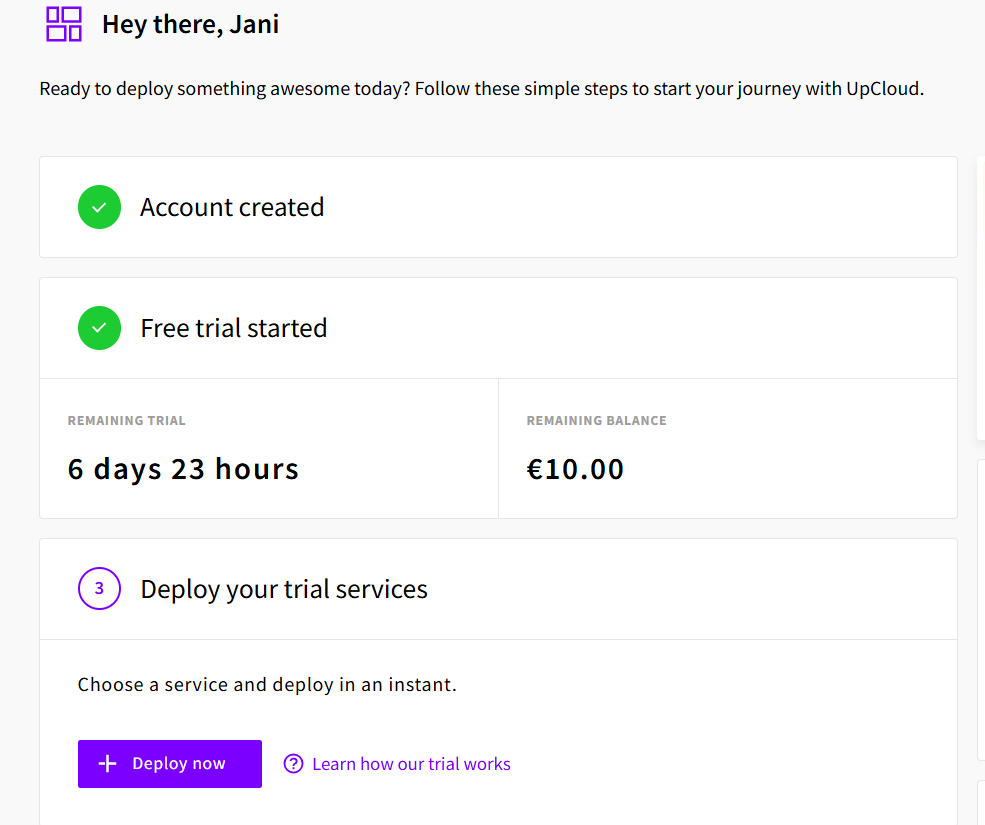 Hey there, Jani
Ready to deploy something awesome today? Follow these simple steps to start your journey with UpCloud.
Account created
Free trial started
REMAINING TRIAL
6 days 23 hours
REMAINING BALANCE
€10.00
3
Deploy your trial services
Choose a service and deploy in an instant.
+ Deploy now
? Learn how our trial works